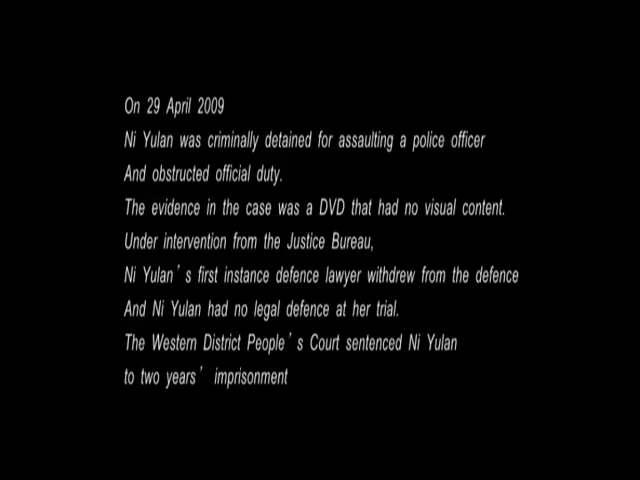 On 29 April 2009
Ni Yulan was criminally detained for assaulting a police officer
And obstructed official duty.
The evidence in the case was a DVD that had no visual content.
Under intervention from the Justice Bureau,
Ni Yulan’s first instance defence lawyer withdrew from the defence
And Ni Yulan had no legal defence at her trial.
The Western District People’s Court sentenced Ni Yulan
to two years’ imprisonment